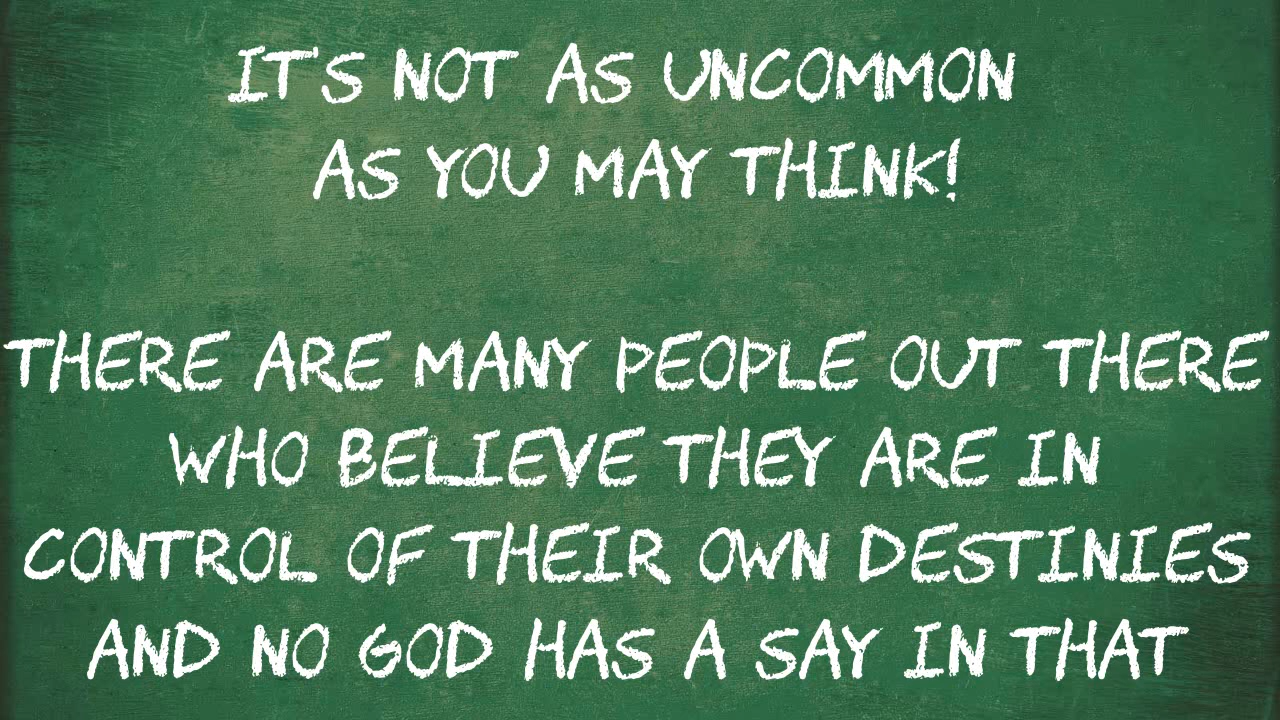 IT'S NOT AS UNCOMMON
AS YOU MAY THINK!
THERE ARE MANY PEOPLE OUT THERE
WHO BELIEVE THEY ARE IN
CONTROL OF THEIR OWN DESTINIES
AND NO GOD HAS A SAY IN THAT